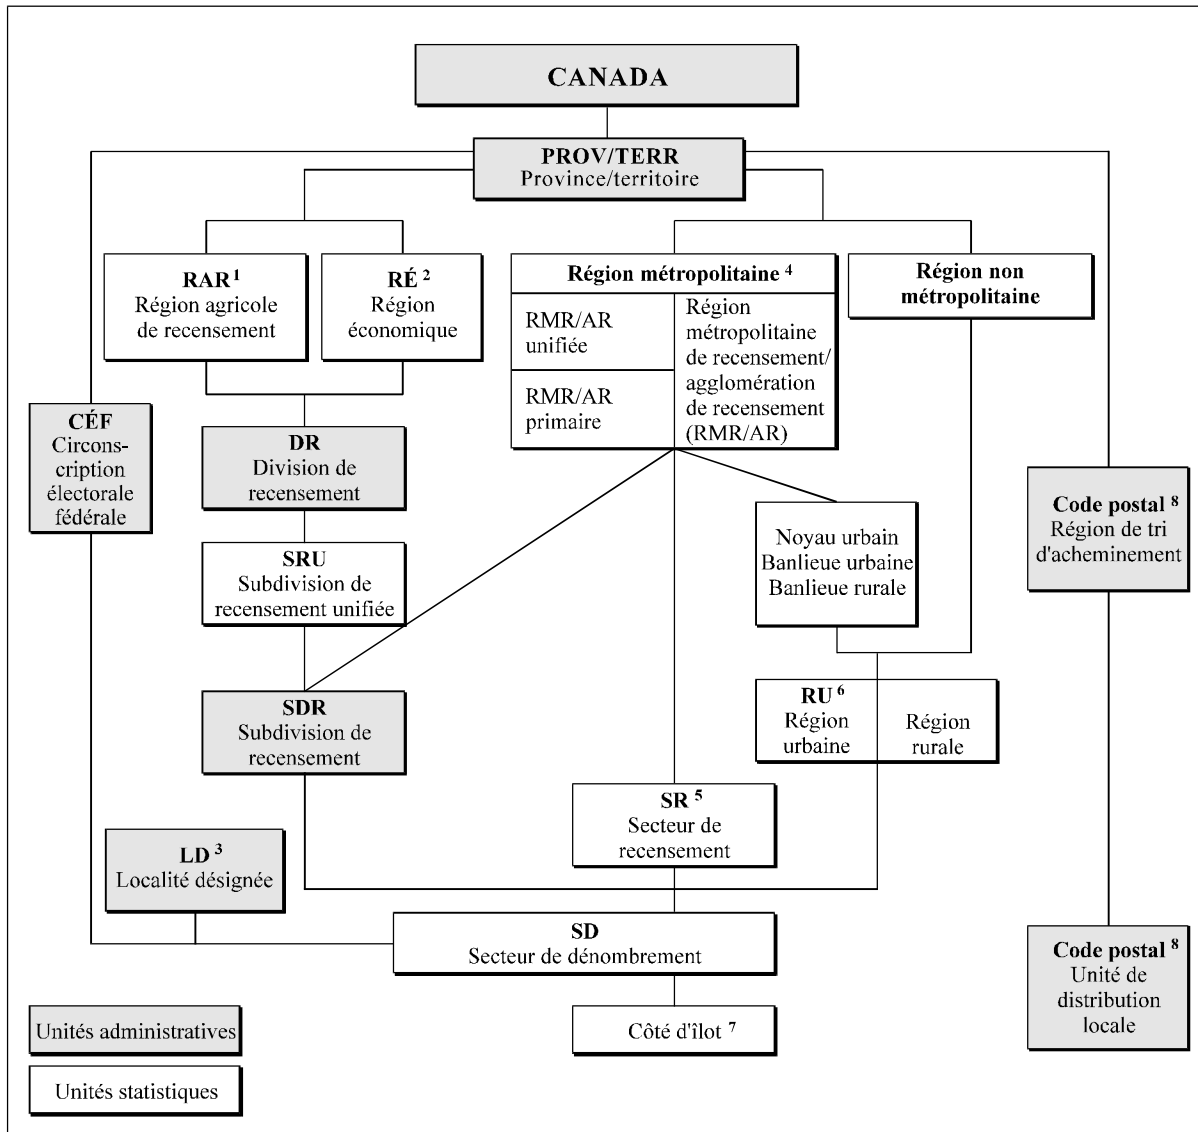 CANADA
PROV/TERR
Province/territoire
RAR 1
Région agricole
de recensement
RÉ 2
Région
économique
Région métropolitaine 4
RMR/AR
unifiée
RMR/AR
primaire
Région
métropolitaine
de recensement/
agglomération
de recensement
(RMR/AR)
Région non
métropolitaine
CÉF
Circons-
cription
électorale
fédérale
DR
Division de
recensement
Code postal 8
Région de tri
d'acheminement
SRU
Subdivision de
recensement unifiée
Noyau urbain
Banlieue urbaine
Banlieue rurale
SDR
Subdivision de
recensement
RU 6
Région
urbaine
Région
rurale
SR 5
Secteur de
recensement
LD 3
Localité désignée
SD
Secteur de dénombrement
Code postal 8
Unité de
distribution
locale
Côté d'îlot 7
Unités administratives
Unités statistiques